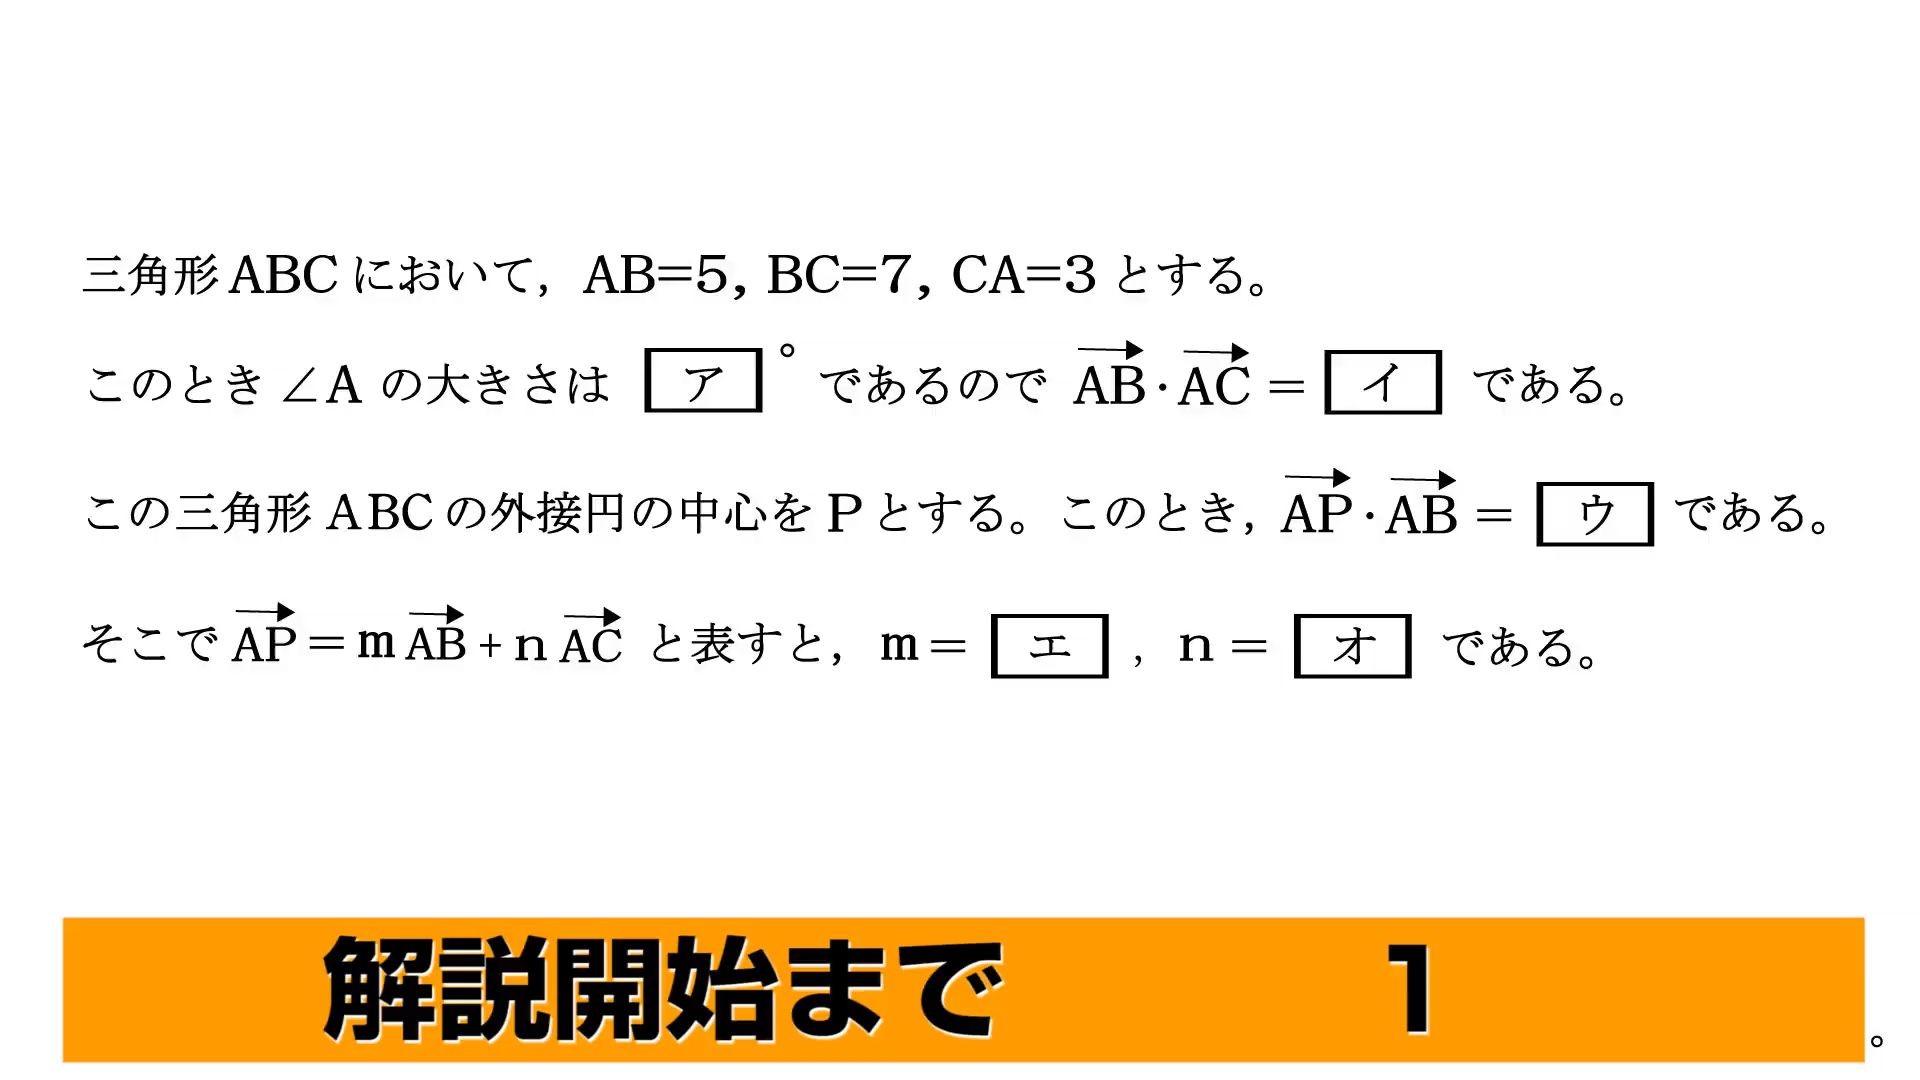 三角形ABCにおいて，AB=5, BC=7, CA=3とする。
このとき∠Aの大きさは ア °であるので AB・AC = イ である。
この三角形ABCの外接円の中心をPとする。このとき，AP・AB = ウ である。
そこでAP = mAB + nAC と表すと，m = エ ，n = オ である。
解説開始まで 1
。